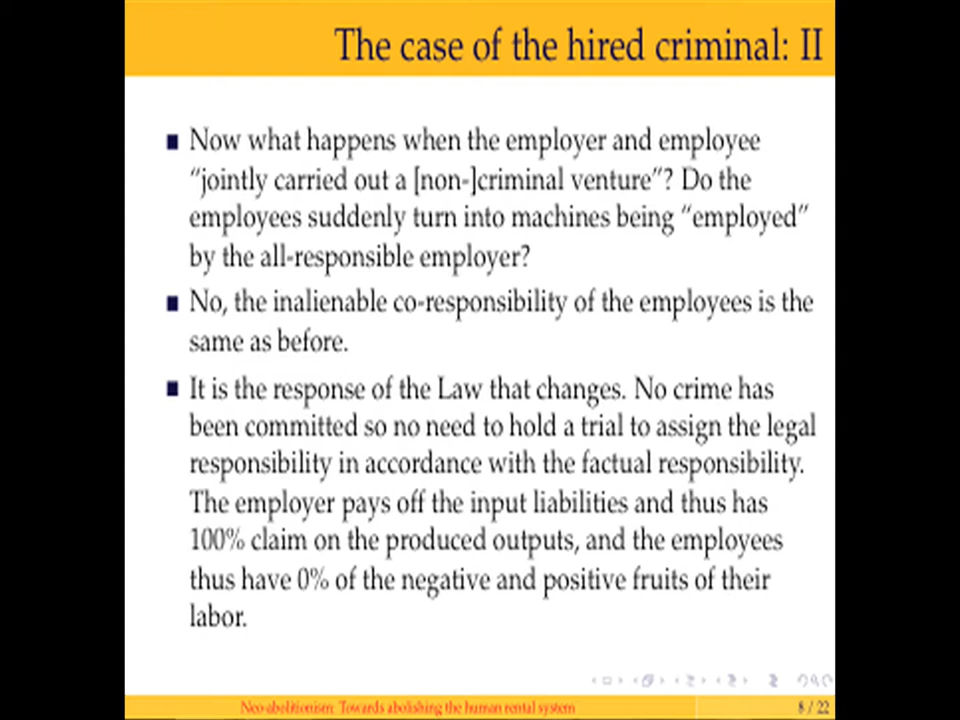 The case of the hired criminal: II
Now what happens when the employer and employee
“jointly carried out a [non-]criminal venture”? Do the
employees suddenly turn into machines being “employed”
by the all-responsible employer?
No, the inalienable co-responsibility of the employees is the
same as before.
It is the response of the Law that changes. No crime has
been committed so no need to hold a trial to assign the legal
responsibility in accordance with the factual responsibility.
The employer pays off the input liabilities and thus has
100% claim on the produced outputs, and the employees
thus have 0% of the negative and positive fruits of their
labor.
Neo-abolitionism: Towards abolishing the human rental system
8 / 22